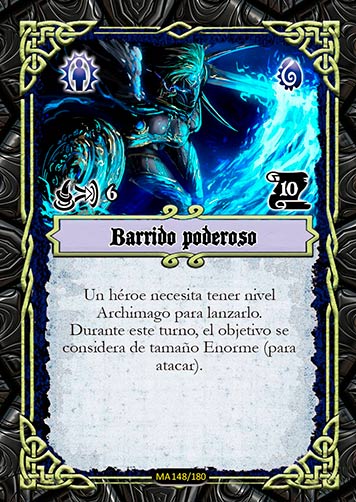 6
10
Barrido poderoso
Un héroe necesita tener nivel
Archimago para lanzarlo.
Durante este turno, el objetivo se
considera de tamaño Enorme (para
atacar).
MA148/180